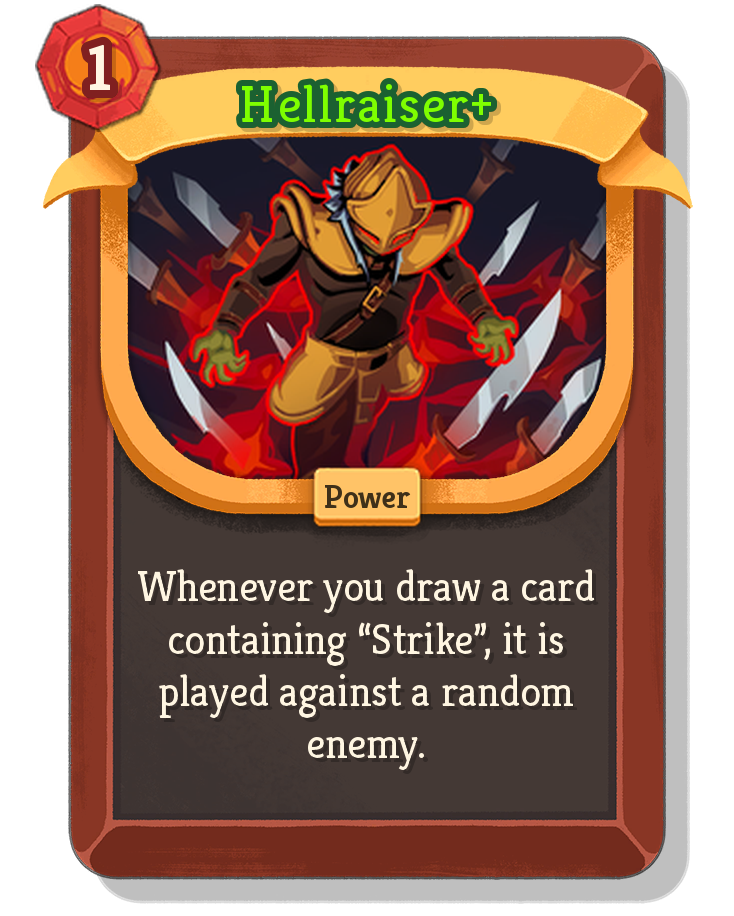 1
Hellraiser+
Power
Whenever you draw a card
containing “Strike”, it is
played against a random
enemy.